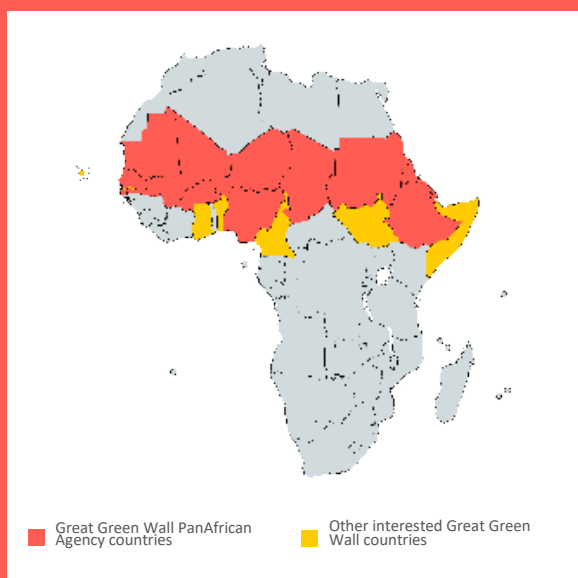 Great Green Wall PanAfrican
Agency countries
Other interested Great Green
Wall countries